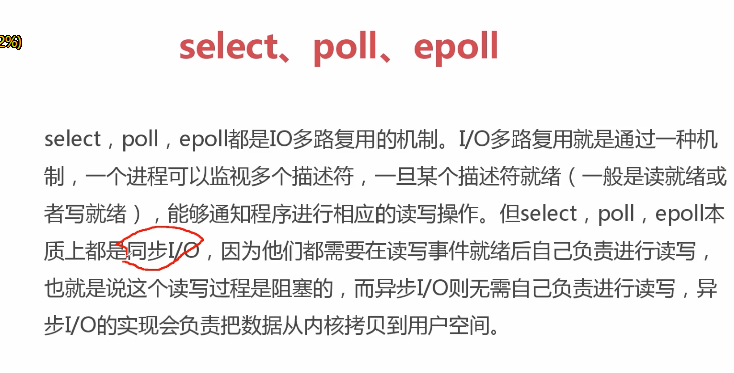 2%)
select、poll、epoll
select，poll，epoll都是IO多路复用的机制。I/O多路复用就是通过一种机
制，一个进程可以监视多个描述符，一旦某个描述符就绪（一般是读就绪或
者写就绪），能够通知程序进行相应的读写操作。但select，poll，epoll本
质上都是同步I/O，因为他们都需要在读写事件就绪后自己负责进行读写，
也就是说这个读写过程是阻塞的，而异步I/O则无需自己负责进行读写，异
步I/O的实现会负责把数据从内核拷贝到用户空间。